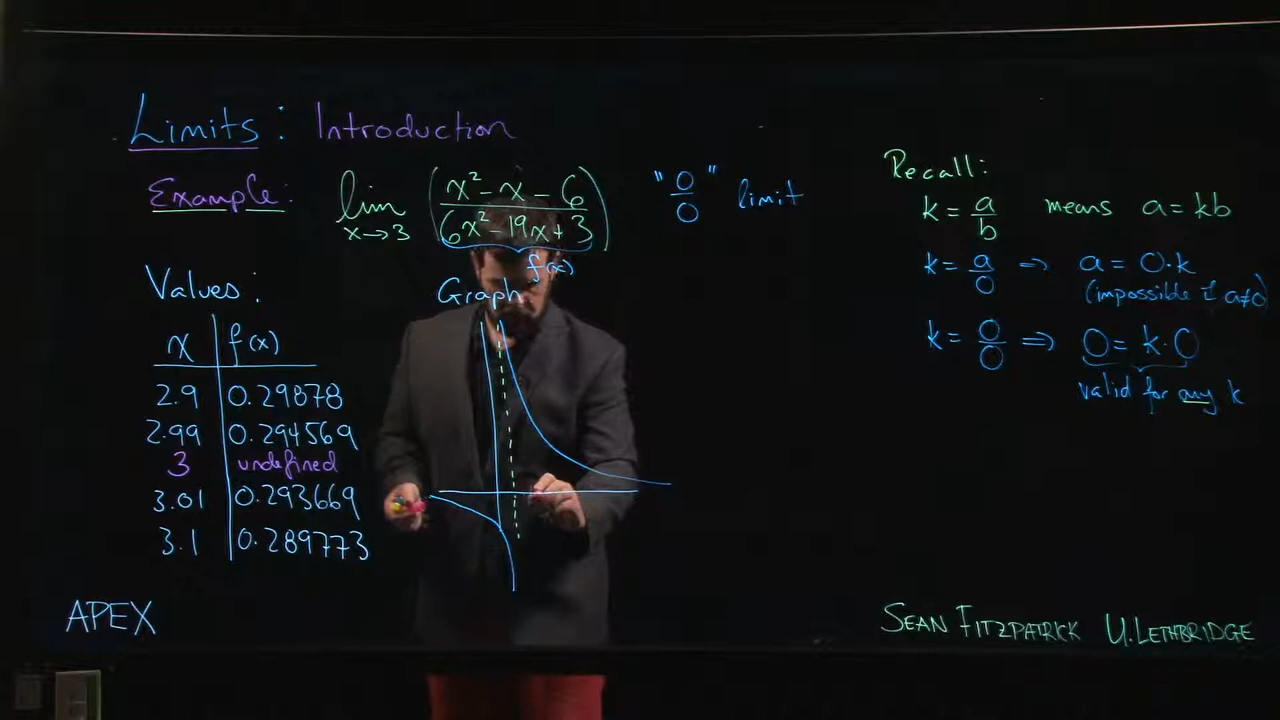 Limits: Introduction
Example: lim x→3 (x² - x - 6 / 6x² - 19x + 3) "0/0" limit
f(x)
Values:
x f(x)
2.9 0.29878
2.99 0.294569
3 undefined
3.01 0.293669
3.1 0.289773
Graph
Recall:
k = a/b means a = kb
k = a/0 ⇒ a = 0·k
(impossible if a≠0)
k = 0/0 ⇒ 0 = k·0
valid for any k
APEX
SEAN FITZPATRICK U. LETHBRIDGE